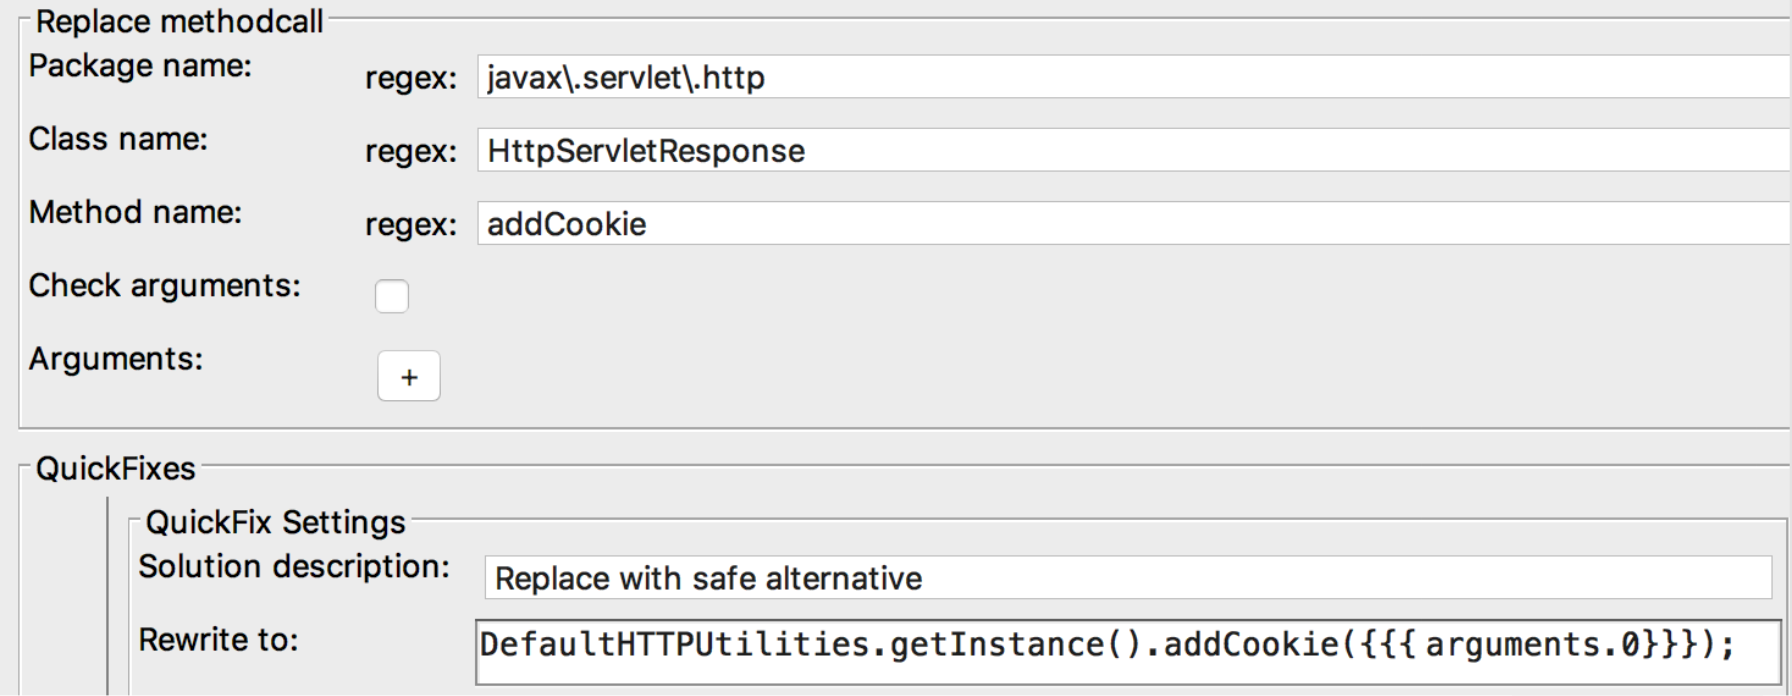 Replace methodcall
Package name: regex: javax\.servlet\.http
Class name: regex: HttpServletResponse
Method name: regex: addCookie
Check arguments:
Arguments: +
QuickFixes
QuickFix Settings
Solution description: Replace with safe alternative
Rewrite to: DefaultHTTPUtilities.getInstance().addCookie({{{arguments.0}}});